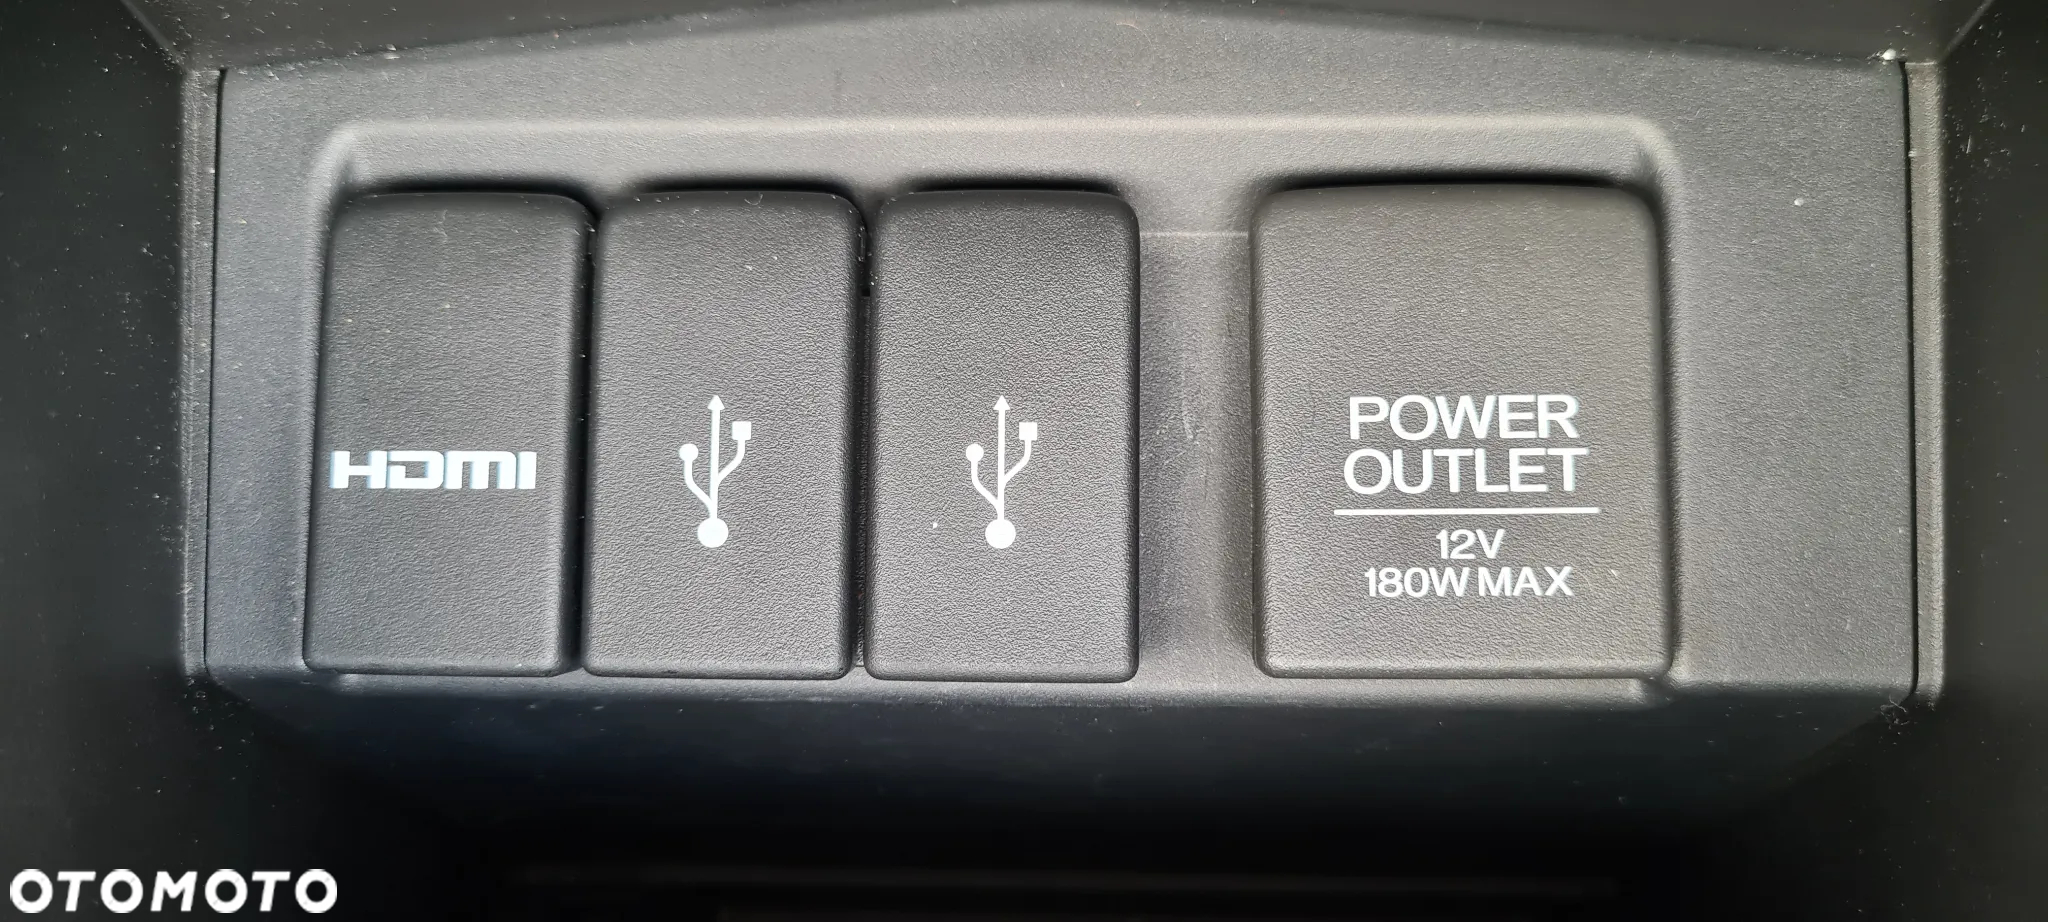 HDMI
POWER
OUTLET
12V
180W MAX
OTOMOTO